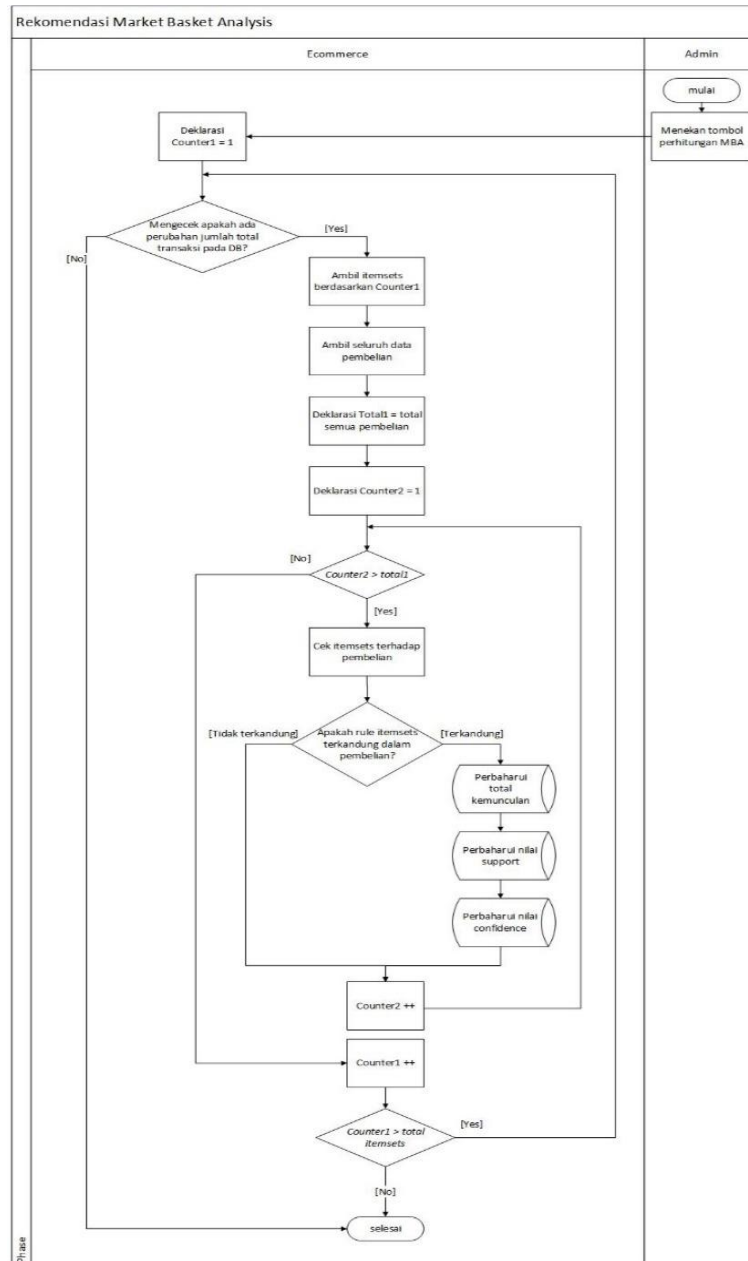 Rekomendasi Market Basket Analysis
Ecommerce
Admin
mulai
Menekan tombol
perhitungan MBA
Deklarasi
Counter1 = 1
Mengecek apakah ada
perubahan jumlah total
transaksi pada DB?
[Yes]
[No]
Ambil itemsets
berdasarkan Counter1
Ambil seluruh data
pembelian
Deklarasi Total1 = total
semua pembelian
Deklarasi Counter2 = 1
[No]
Counter2 > total1
[Yes]
Cek itemsets terhadap
pembelian
[Tidak terkandung]
Apakah rule itemsets
terkandung dalam
pembelian?
[Terkandung]
Perbaharui
total
kemunculan
Perbaharui nilai
support
Perbaharui nilai
confidence
Counter2 ++
Counter1 ++
Counter1 > total
itemsets
[Yes]
[No]
selesai
Phase